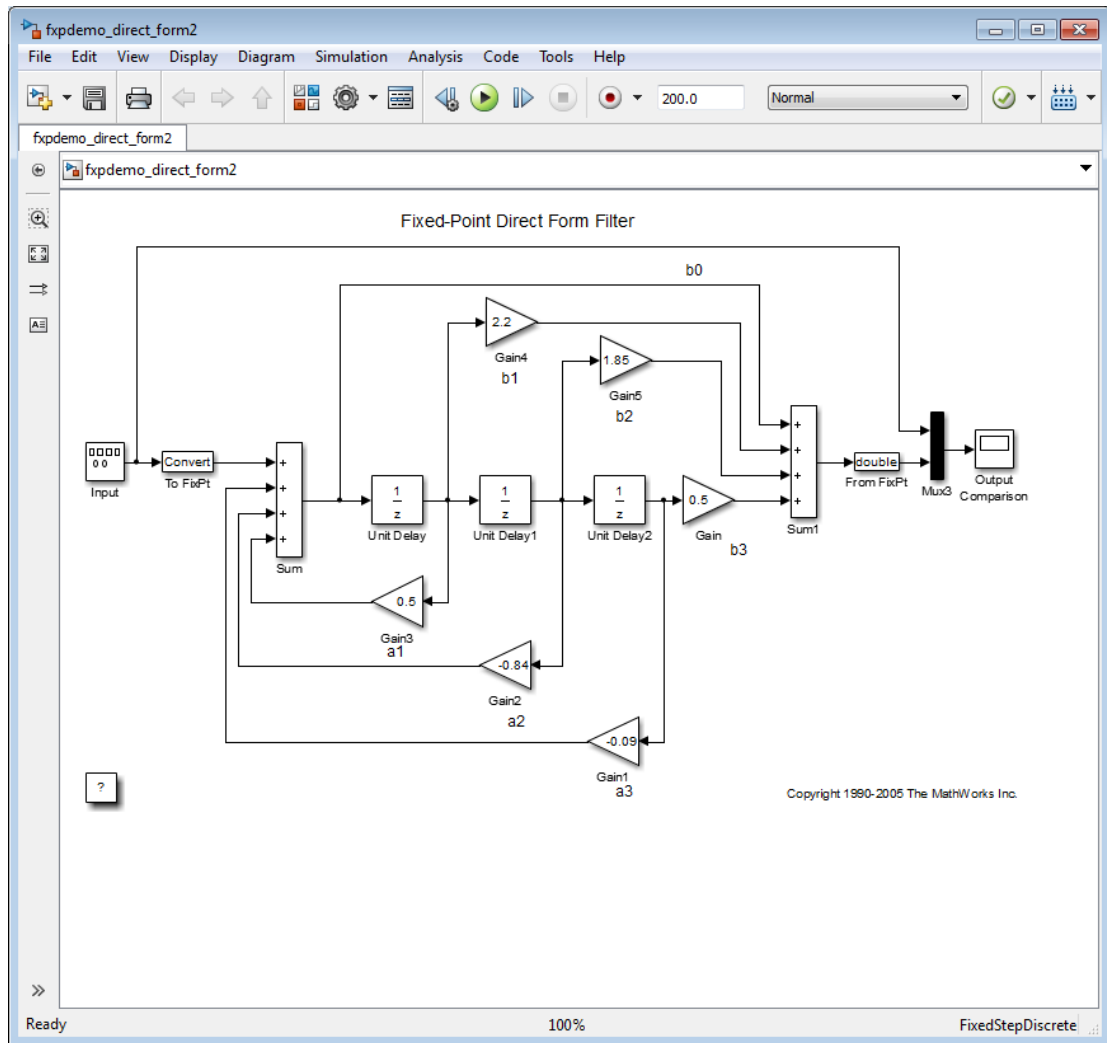 fxpdemo_direct_form2
File Edit View Display Diagram Simulation Analysis Code Tools Help
200.0 Normal
fxpdemo_direct_form2
fxpdemo_direct_form2
Fixed-Point Direct Form Filter
b0
2.2
Gain4
b1
1.85
Gain5
b2
Input
Convert
To FixPt
+
+
+
+
Sum
1
z
Unit Delay
1
z
Unit Delay1
1
z
Unit Delay2
0.5
Gain
b3
+
+
+
+
Sum1
double
From FixPt
Mux3
Output
Comparison
0.5
Gain3
a1
-0.84
Gain2
a2
-0.09
Gain1
a3
?
Copyright 1990-2005 The MathWorks Inc.
Ready 100% FixedStepDiscrete